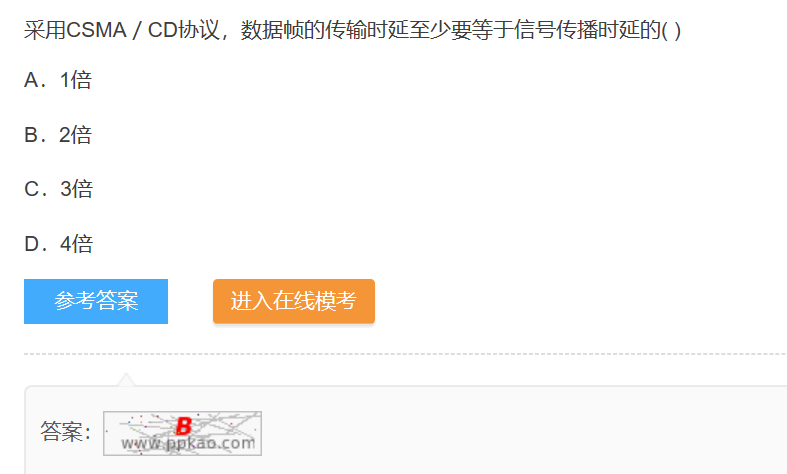 采用CSMA / CD协议，数据帧的传输时延至少要等于信号传播时延的( )
A．1倍
B．2倍
C．3倍
D．4倍
参考答案 进入在线模考
答案： B
www.ppkao.com